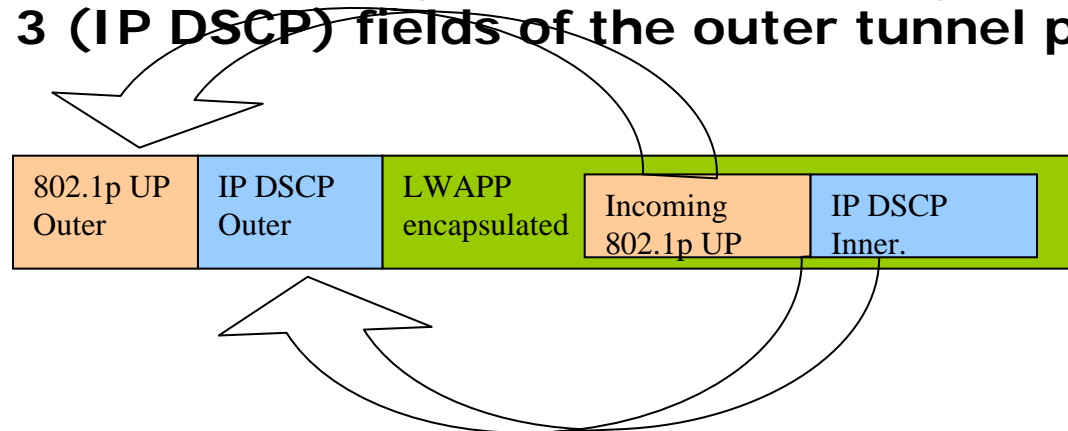 3 (IP DSCP) fields of the outer tunnel
802.1p UP
Outer
IP DSCP
Outer
LWAPP
encapsulated
Incoming
802.1p UP
IP DSCP
Inner.